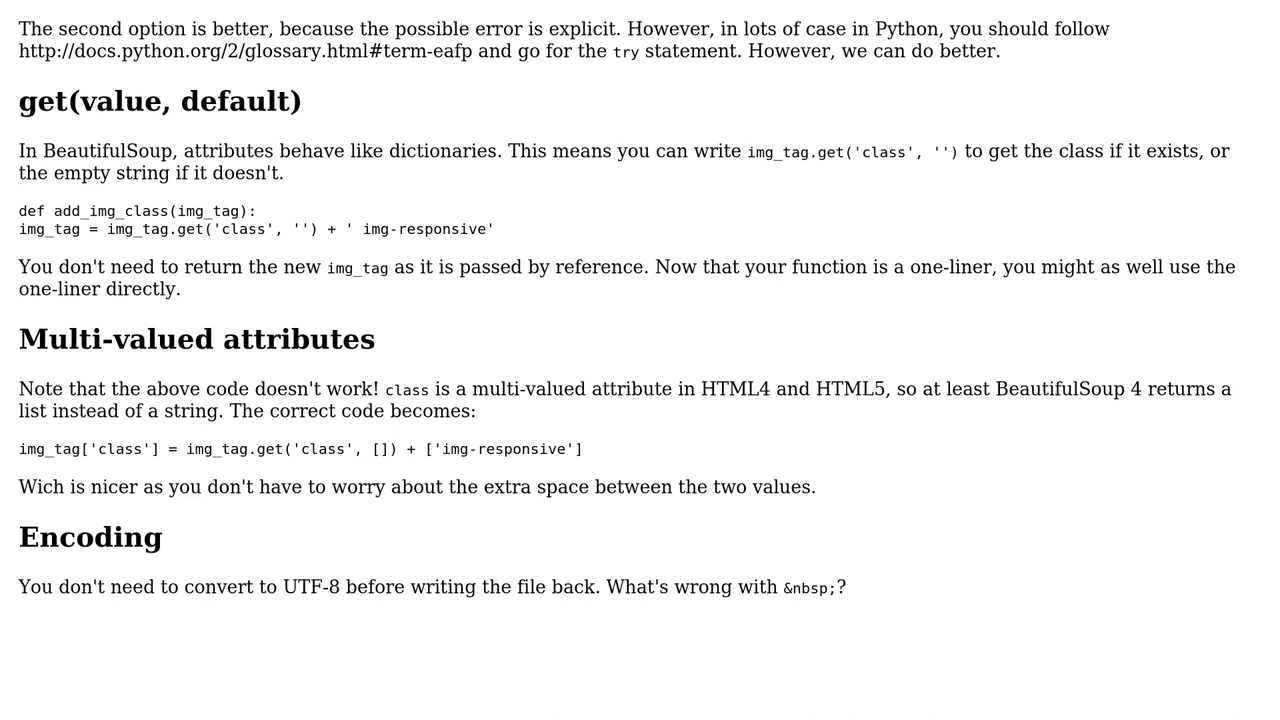 The second option is better, because the possible error is explicit. However, in lots of case in Python, you should follow
http://docs.python.org/2/glossary.html#term-eafp and go for the try statement. However, we can do better.
get(value, default)
In BeautifulSoup, attributes behave like dictionaries. This means you can write img_tag.get('class', '') to get the class if it exists, or
the empty string if it doesn't.
def add_img_class(img_tag):
img_tag = img_tag.get('class', '') + ' img-responsive'
You don't need to return the new img_tag as it is passed by reference. Now that your function is a one-liner, you might as well use the
one-liner directly.
Multi-valued attributes
Note that the above code doesn't work! class is a multi-valued attribute in HTML4 and HTML5, so at least BeautifulSoup 4 returns a
list instead of a string. The correct code becomes:
img_tag['class'] = img_tag.get('class', []) + ['img-responsive']
Wich is nicer as you don't have to worry about the extra space between the two values.
Encoding
You don't need to convert to UTF-8 before writing the file back. What's wrong with &nbsp;?